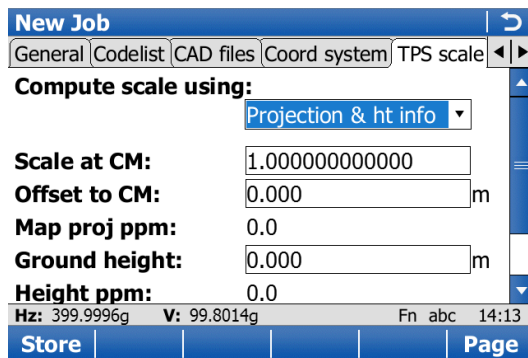 New Job
General Codelist CAD files Coord system TPS scale
Compute scale using:
Projection & ht info
Scale at CM: 1.000000000000
Offset to CM: 0.000 m
Map proj ppm: 0.0
Ground height: 0.000 m
Height ppm: 0.0
Hz: 399.9996g V: 99.8014g Fn abc 14:13
Store Page